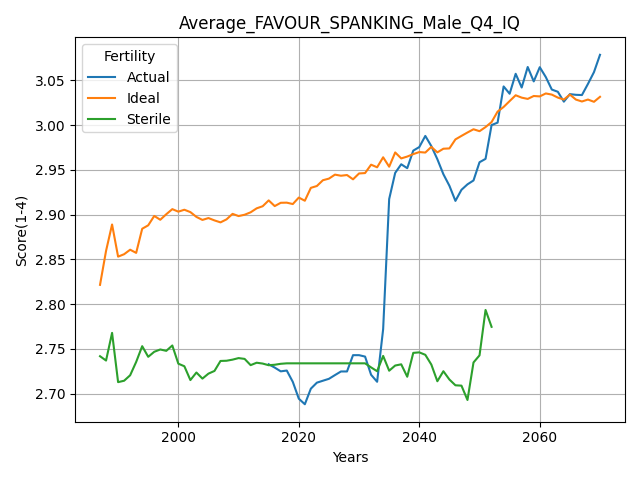 Average_FAVOUR_SPANKING_Male_Q4_IQ
Fertility
Actual
Ideal
Sterile
Score(1-4)
3.05
3.00
2.95
2.90
2.85
2.80
2.75
2.70
2000
2020
2040
2060
Years